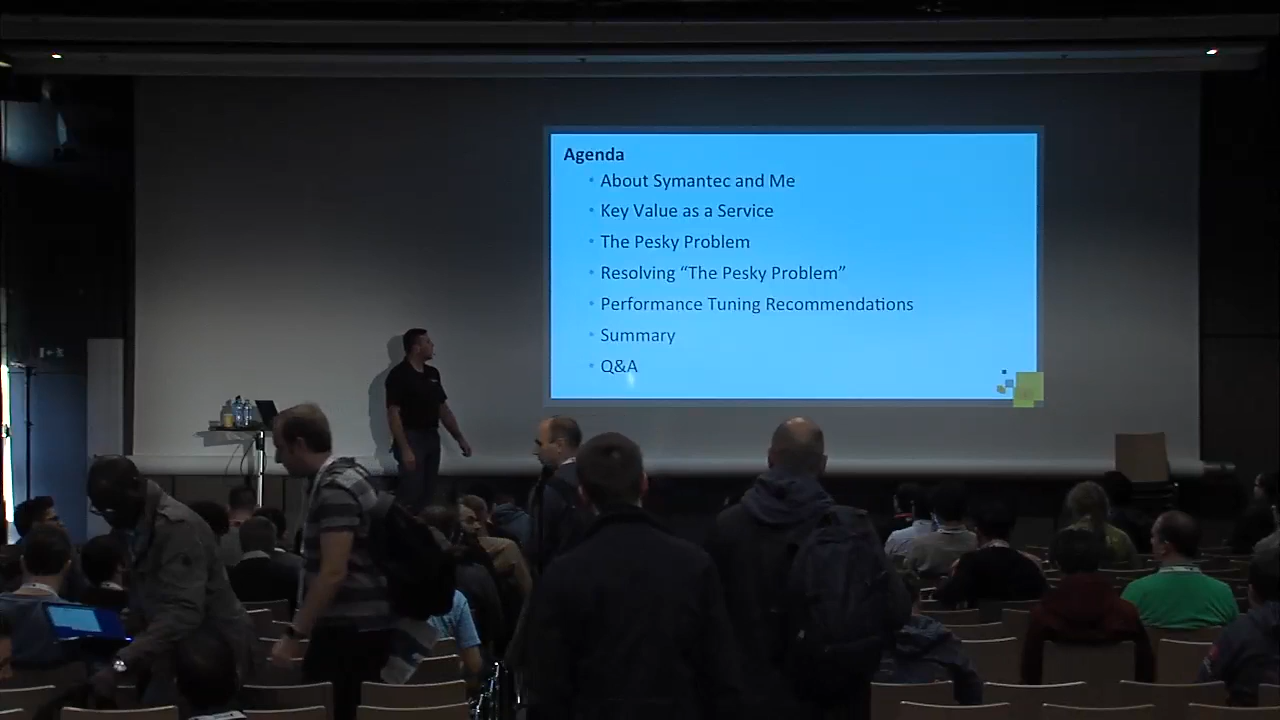 Agenda
• About Symantec and Me
• Key Value as a Service
• The Pesky Problem
• Resolving “The Pesky Problem”
• Performance Tuning Recommendations
• Summary
• Q&A